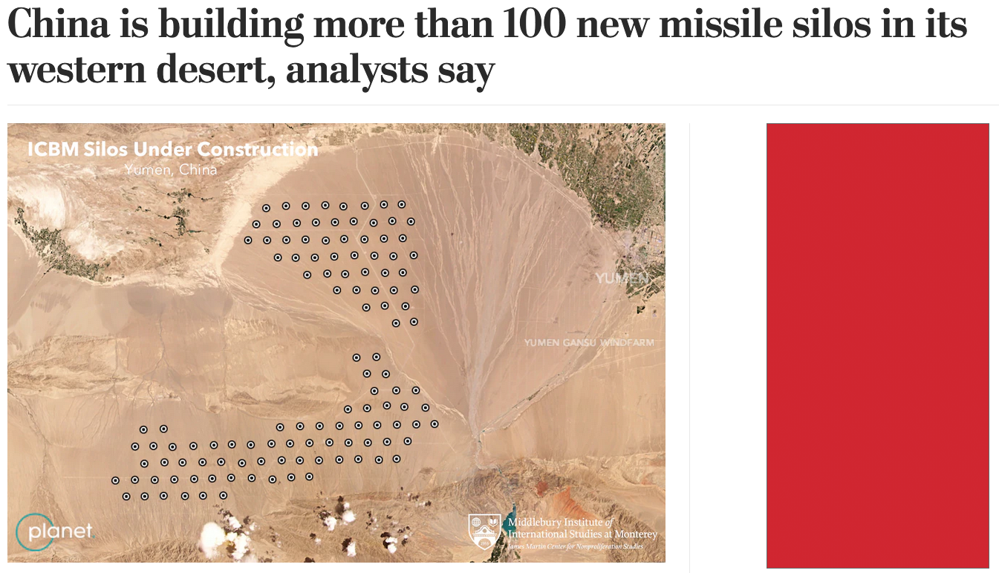 China is building more than 100 new missile silos in its
western desert, analysts say
ICBM Silos Under Construction
Yumen, China
YUMEN
YUMEN GANSU WINDFARM
planet.
Middlebury Institute of
International Studies at Monterey
James Martin Center for Nonproliferation Studies